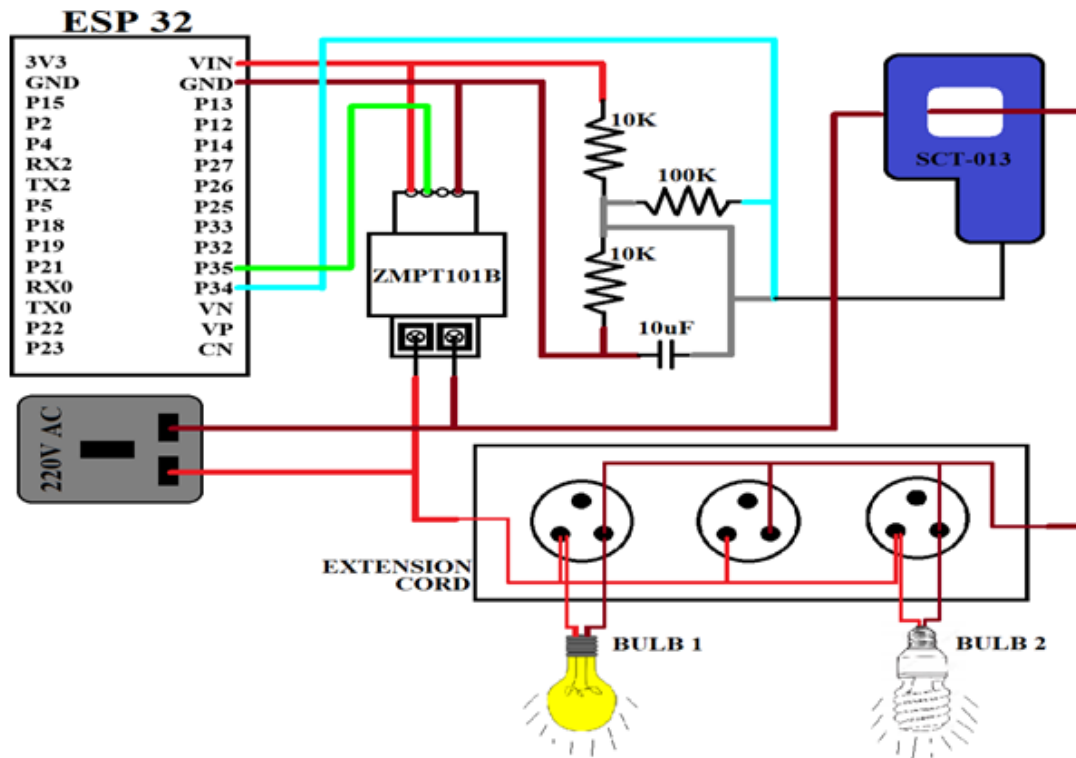 ESP 32
3V3 VIN
GND GND
P15 P13
P2 P12
P4 P14
RX2 P27
TX2 P26
P5 P25
P18 P33
P19 P32
P21 P35
RX0 P34
TX0 VN
P22 VP
P23 CN
10K
100K
10K
10uF
ZMPT101B
SCT-013
220V AC
EXTENSION
CORD
BULB 1
BULB 2